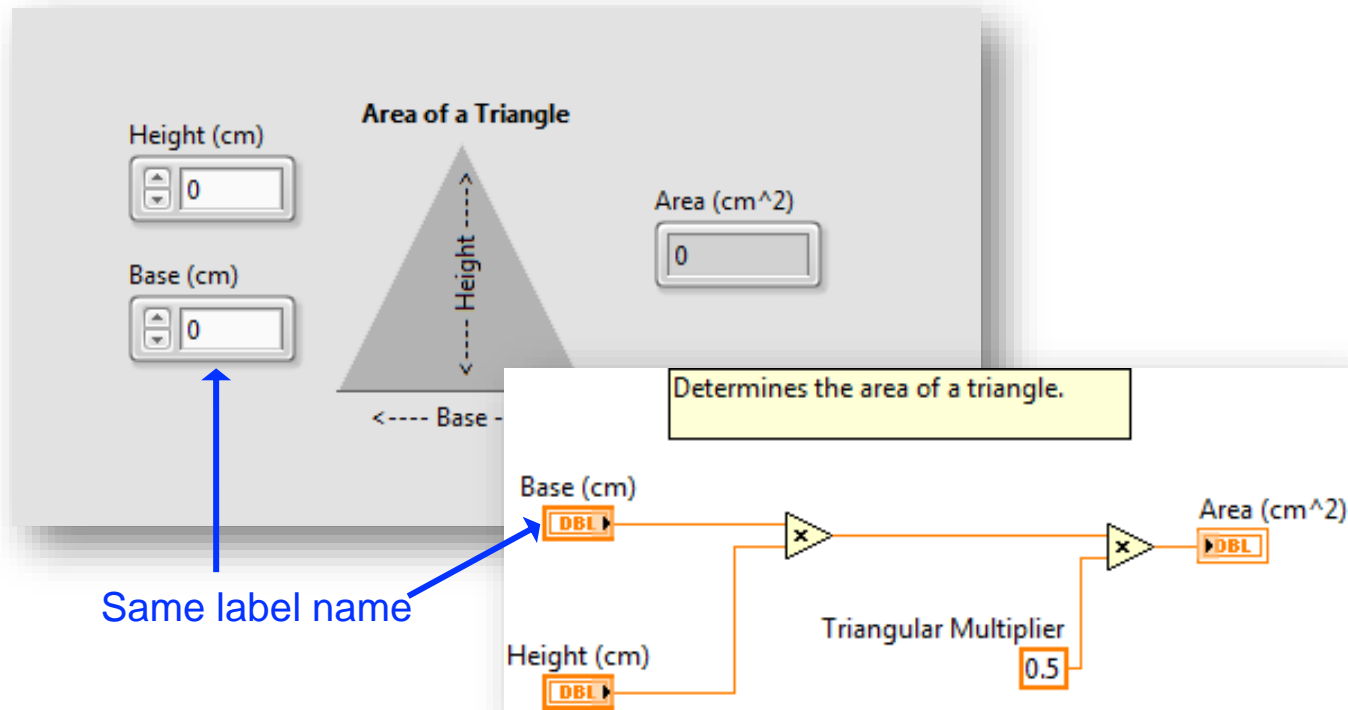 Area of a Triangle
Height (cm)
0
Base (cm)
0
<---- Height ---->
<---- Base -
Area (cm^2)
0
Determines the area of a triangle.
Base (cm)
DBL
×
×
Area (cm^2)
DBL
Triangular Multiplier
0.5
Height (cm)
DBL
Same label name